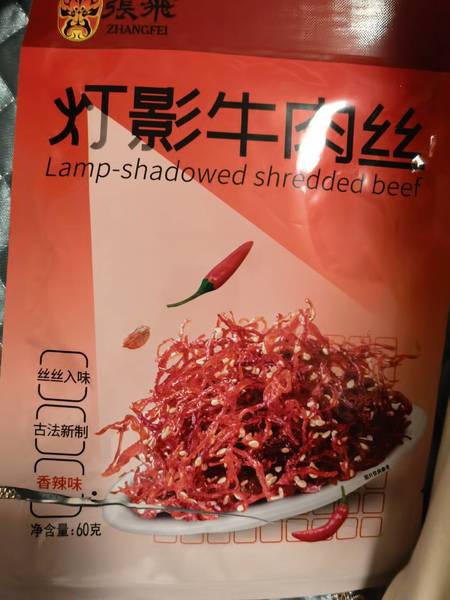 張飛
ZHANGFEI
灯影牛肉丝
Lamp-shadowed shredded beef
丝丝入味
古法新制
香辣味
净含量:60克